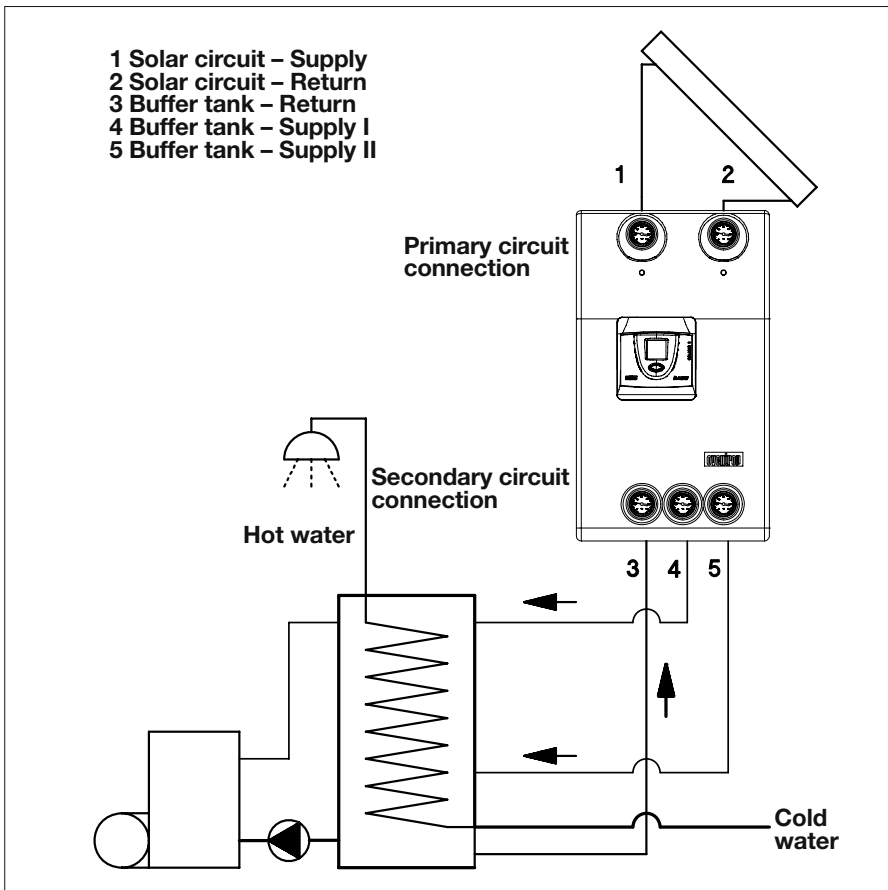 1 Solar circuit – Supply
2 Solar circuit – Return
3 Buffer tank – Return
4 Buffer tank – Supply I
5 Buffer tank – Supply II
1
2
Primary circuit
connection
Secondary circuit
connection
Hot water
3 4 5
Cold
water